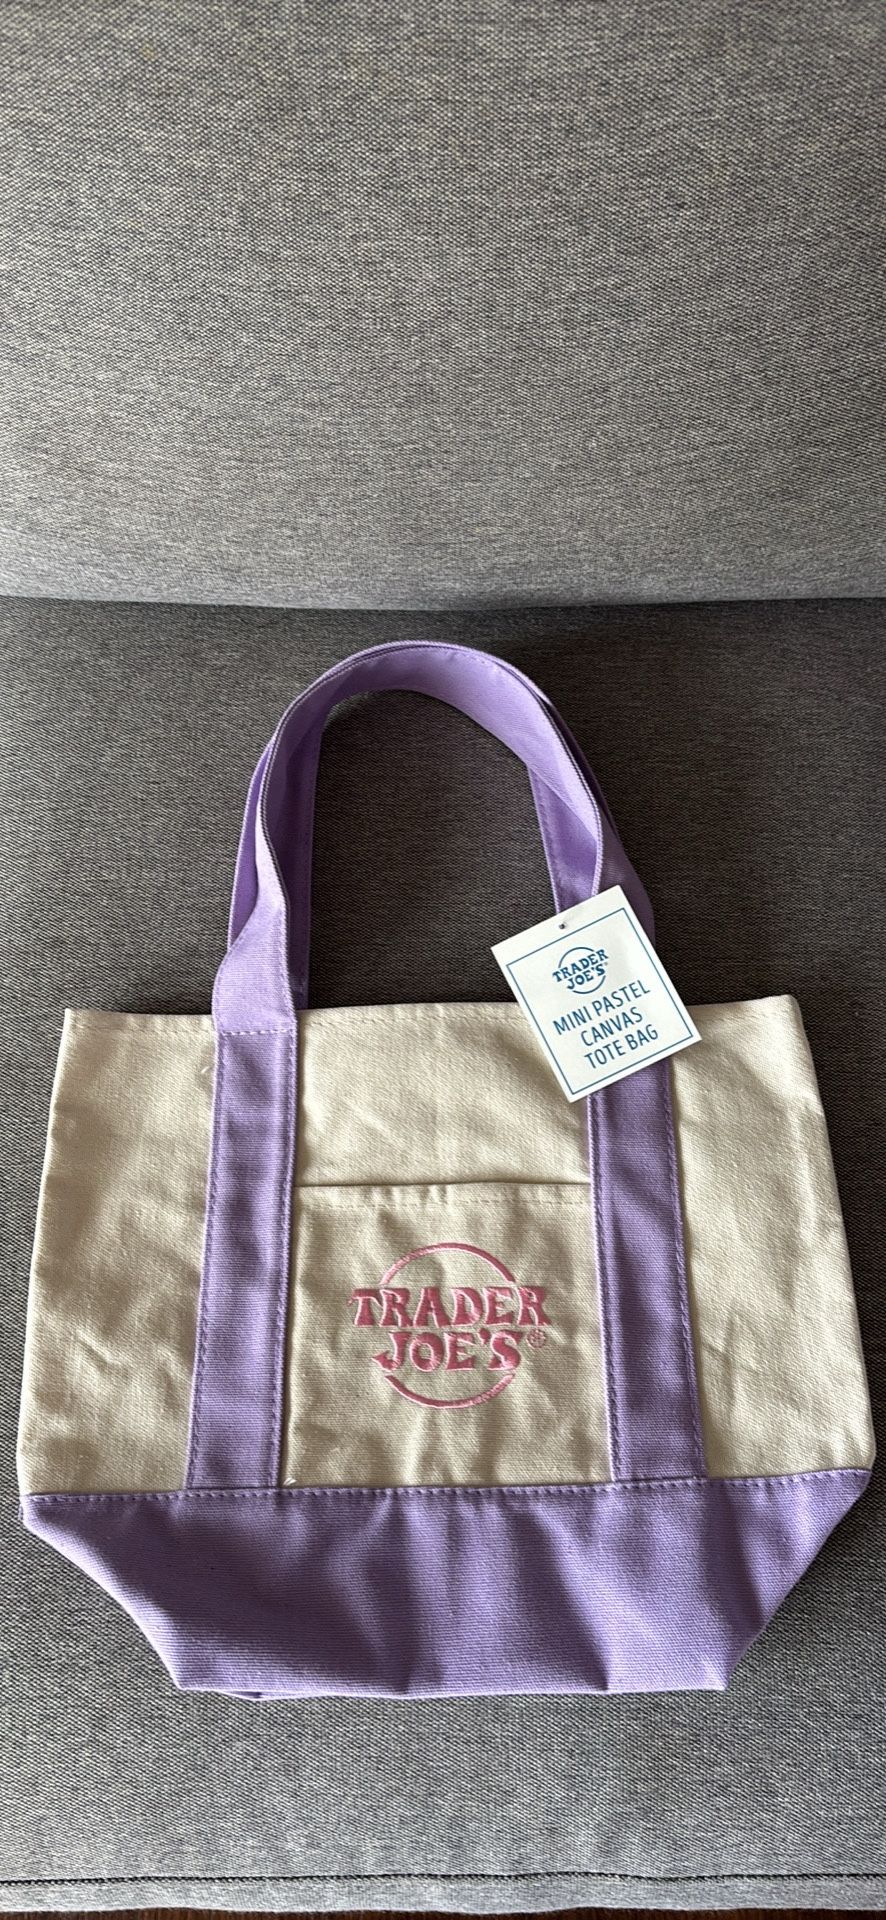 TRADER
JOE'S®
MINI PASTEL
CANVAS
TOTE BAG
TRADER
JOE'S®